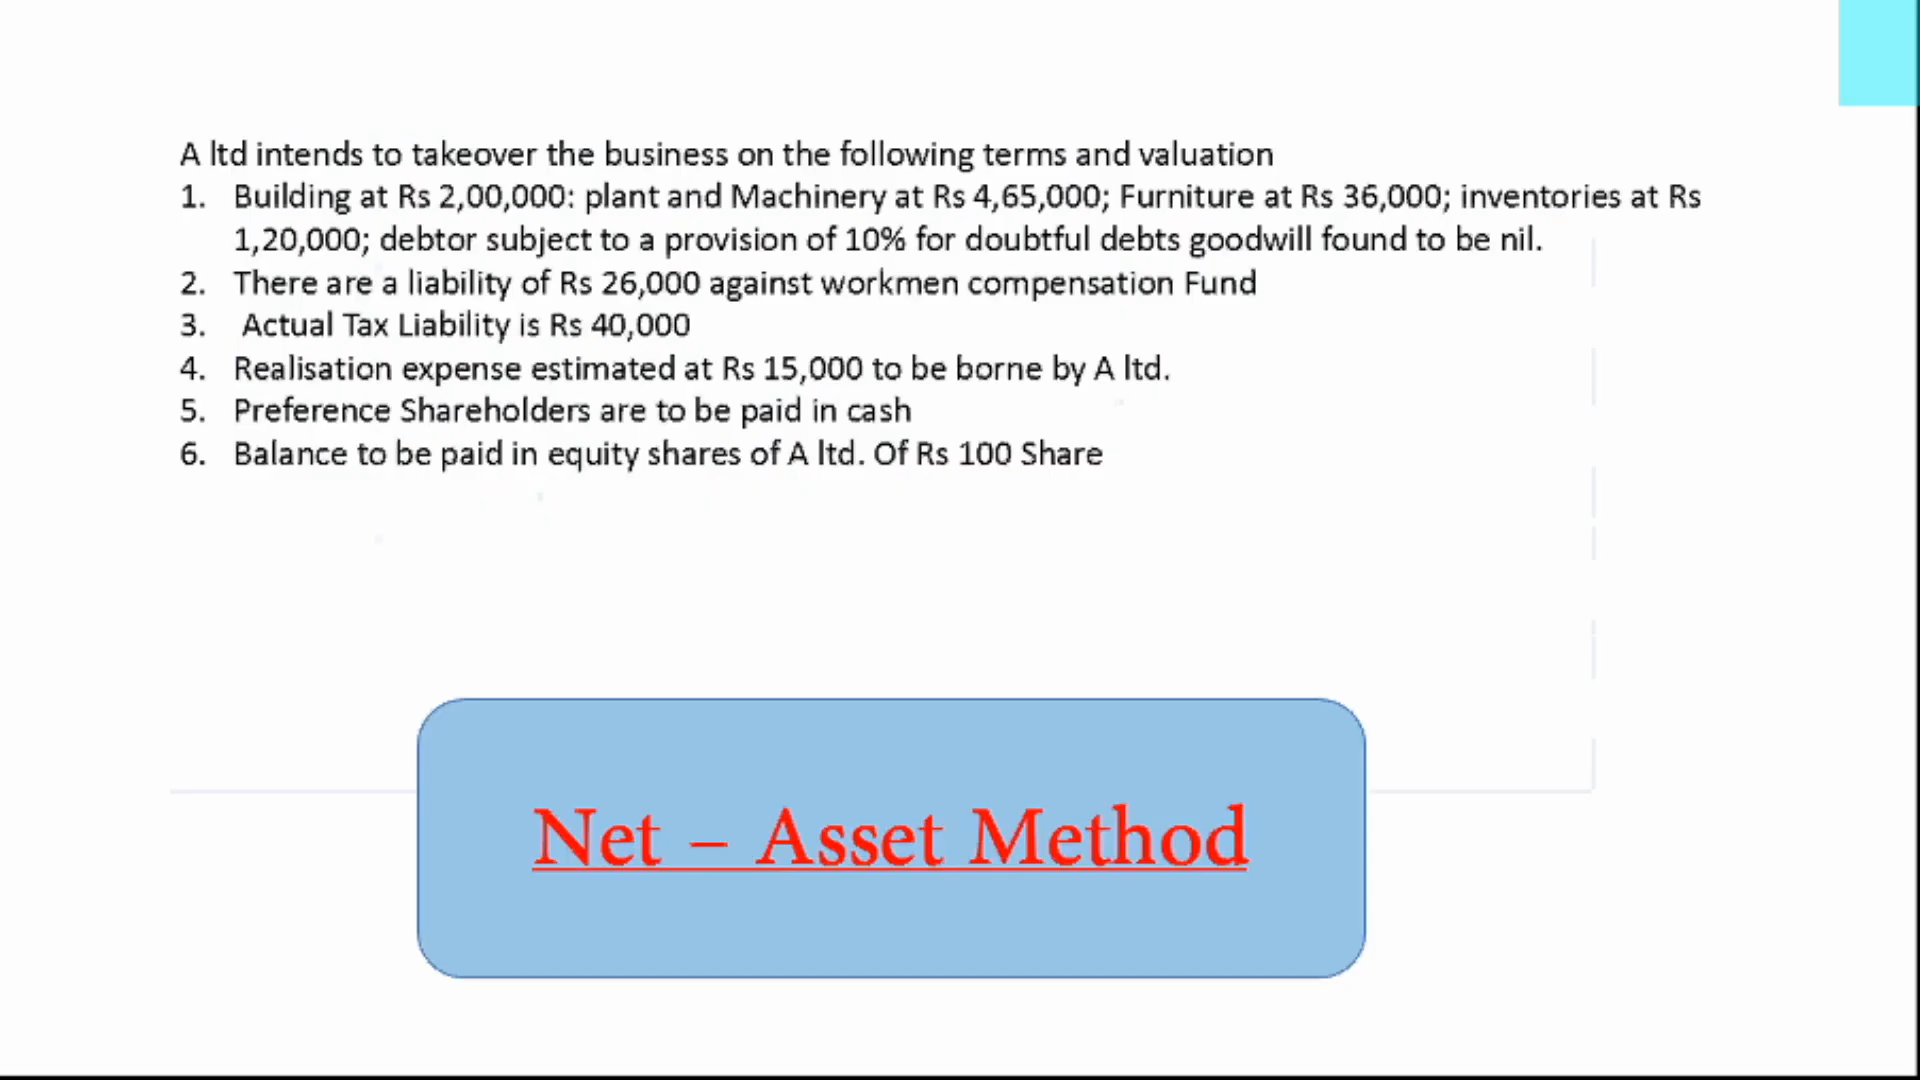 A ltd intends to takeover the business on the following terms and valuation
1. Building at Rs 2,00,000: plant and Machinery at Rs 4,65,000; Furniture at Rs 36,000; inventories at Rs
1,20,000; debtor subject to a provision of 10% for doubtful debts goodwill found to be nil.
2. There are a liability of Rs 26,000 against workmen compensation Fund
3. Actual Tax Liability is Rs 40,000
4. Realisation expense estimated at Rs 15,000 to be borne by A ltd.
5. Preference Shareholders are to be paid in cash
6. Balance to be paid in equity shares of A ltd. Of Rs 100 Share
Net – Asset Method